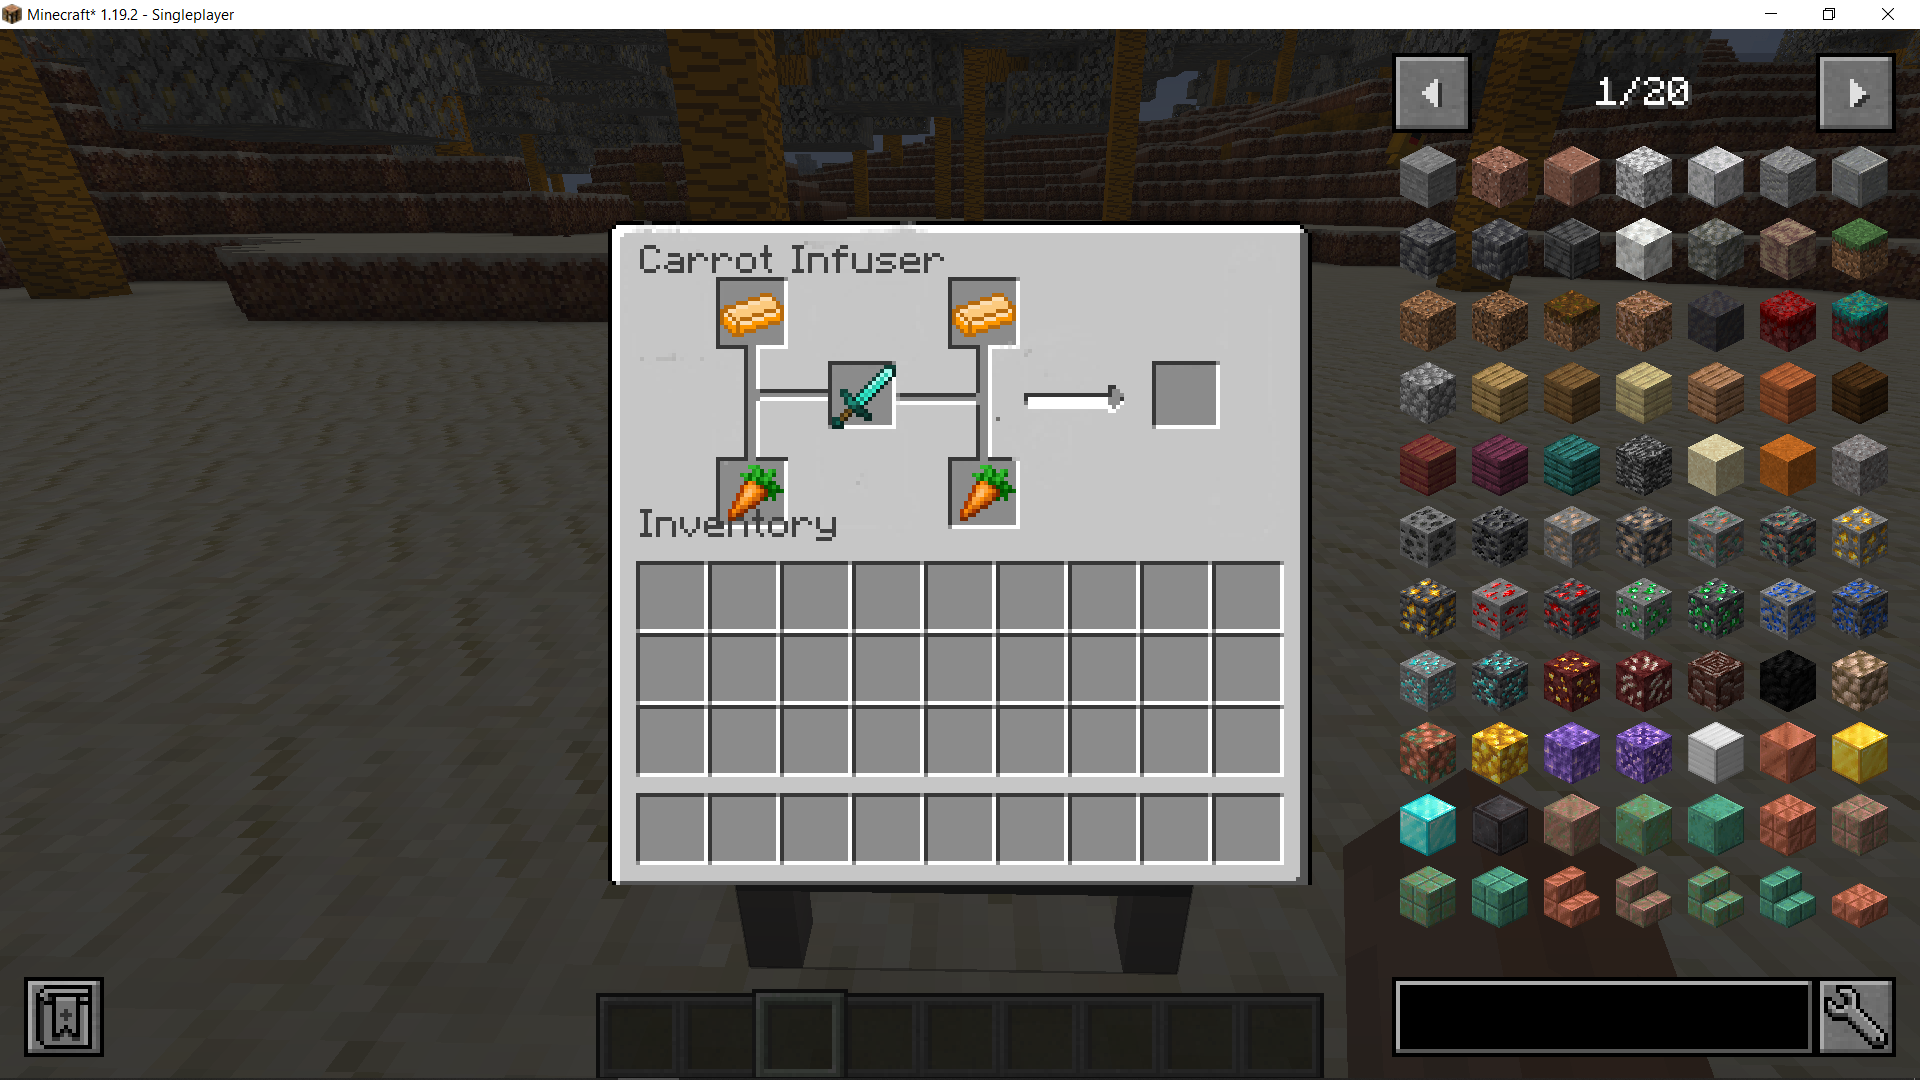 Minecraft* 1.19.2 - Singleplayer
1/20
Carrot Infuser
Inventory